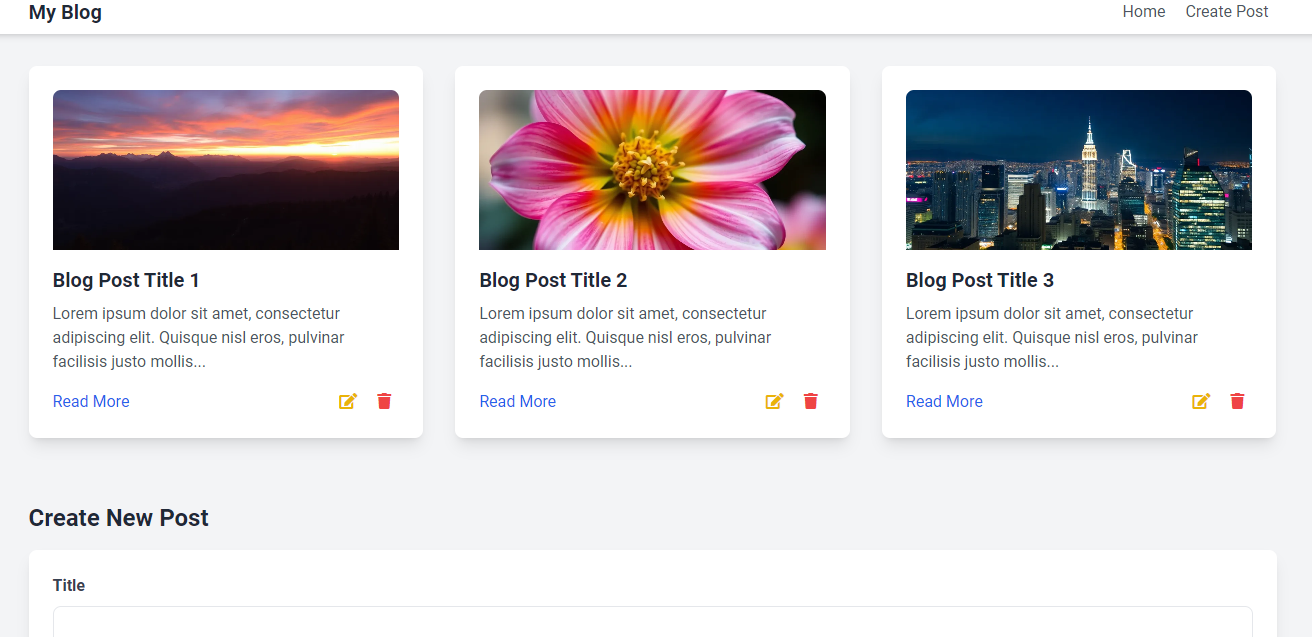 My Blog
Home
Create Post
Blog Post Title 1
Lorem ipsum dolor sit amet, consectetur
adipiscing elit. Quisque nisl eros, pulvinar
facilisis justo mollis...
Read More
Blog Post Title 2
Lorem ipsum dolor sit amet, consectetur
adipiscing elit. Quisque nisl eros, pulvinar
facilisis justo mollis...
Read More
Blog Post Title 3
Lorem ipsum dolor sit amet, consectetur
adipiscing elit. Quisque nisl eros, pulvinar
facilisis justo mollis...
Read More
Create New Post
Title